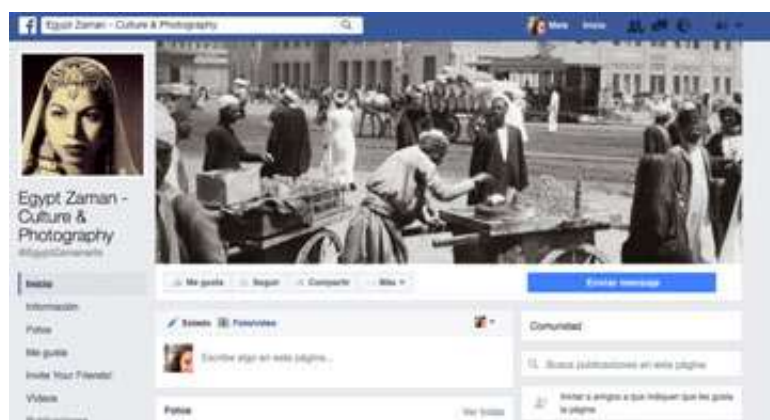 Egypt Zaman - Culture & Photography
Mara Inicio
Egypt Zaman -
Culture &
Photography
Inicio
Información
Fotos
Me gusta
Invite Your Friends!
Videos
Me gusta Seguir Compartir Más
Enviar mensaje
Estado Foto/video
Escribe algo en esta página...
Fotos Ver todas
Comunidad
Busca publicaciones en esta página
Invitar a amigos a que indiquen que les gusta
la página